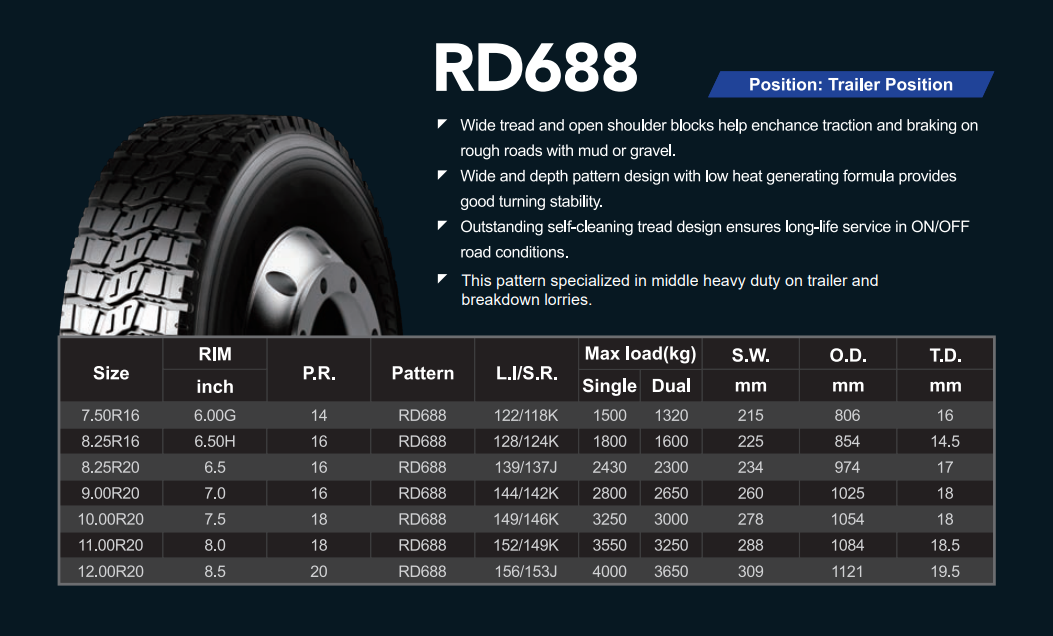 RD688
Position: Trailer Position
Wide tread and open shoulder blocks help enchance traction and braking on
rough roads with mud or gravel.
Wide and depth pattern design with low heat generating formula provides
good turning stability.
Outstanding self-cleaning tread design ensures long-life service in ON/OFF
road conditions.
This pattern specialized in middle heavy duty on trailer and
breakdown lorries.
Size RIM P.R. Pattern L.I/S.R. Max load(kg) S.W. O.D. T.D.
inch Single Dual mm mm mm
7.50R16 6.00G 14 RD688 122/118K 1500 1320 215 806 16
8.25R16 6.50H 16 RD688 128/124K 1800 1600 225 854 14.5
8.25R20 6.5 16 RD688 139/137J 2430 2300 234 974 17
9.00R20 7.0 16 RD688 144/142K 2800 2650 260 1025 18
10.00R20 7.5 18 RD688 149/146K 3250 3000 278 1054 18
11.00R20 8.0 18 RD688 152/149K 3550 3250 288 1084 18.5
12.00R20 8.5 20 RD688 156/153J 4000 3650 309 1121 19.5